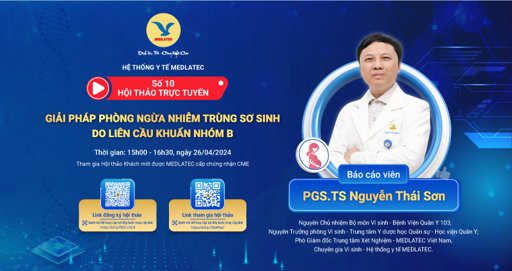 MEDLATEC
HỆ THỐNG Y TẾ MEDLATEC
Số 10
HỘI THẢO TRỰC TUYẾN
GIẢI PHÁP PHÒNG NGỪA NHIỄM TRÙNG SƠ SINH
DO LIÊN CẦU KHUẨN NHÓM B
Thời gian: 15h00 - 16h30, ngày 26/04/2024
Tham gia Hội thảo Khách mời được MEDLATEC cấp chứng nhận CME
Link đăng ký hội thảo
Link tham gia hội thảo
Báo cáo viên
PGS.TS Nguyễn Thái Sơn
Nguyên Chủ nhiệm Bộ môn Vi sinh - Bệnh Viện Quân Y 103,
Nguyên Trưởng phòng Vi sinh - Trung tâm Y dược học Quân sự - Học viện Quân Y;
Phó Giám đốc Trung tâm Xét Nghiệm - MEDLATEC Việt Nam,
Chuyên gia Vi sinh - Hệ thống y tế MEDLATEC.